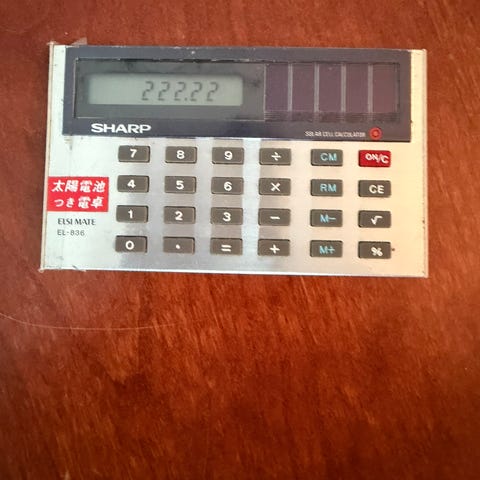 222.22
SHARP
SOLAR CELL CALCULATOR
7 8 9 ÷ CM ON/C
太陽電池
つき電卓
4 5 6 × RM CE
ELSI MATE
EL-836
1 2 3 − M− √
0 . = + M+ %